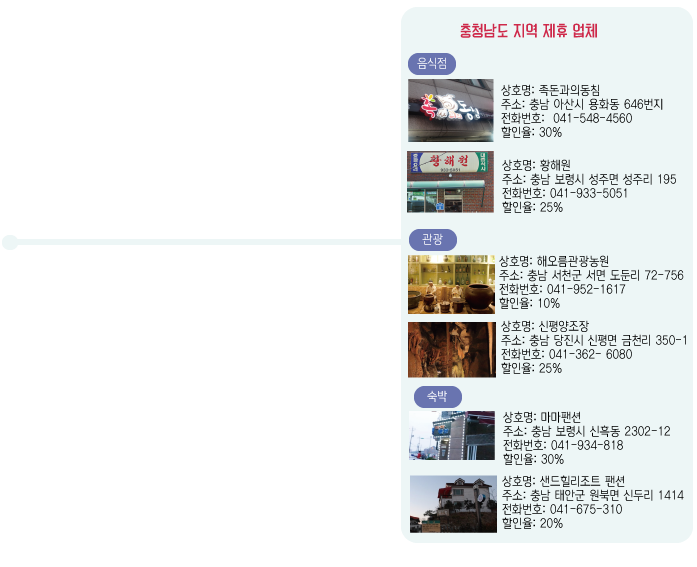 충청남도 지역 제휴 업체
음식점
족돈과의동침
상호명: 족돈과의동침
주소: 충남 아산시 용화동 646번지
전화번호: 041-548-4560
할인율: 30%
황해원
933-5051
상호명: 황해원
주소: 충남 보령시 성주면 성주리 195
전화번호: 041-933-5051
할인율: 25%
관광
상호명: 해오름관광농원
주소: 충남 서천군 서면 도둔리 72-756
전화번호: 041-952-1617
할인율: 10%
상호명: 신평양조장
주소: 충남 당진시 신평면 금천리 350-1
전화번호: 041-362- 6080
할인율: 25%
숙박
상호명: 마마팬션
주소: 충남 보령시 신흑동 2302-12
전화번호: 041-934-818
할인율: 30%
상호명: 샌드힐리조트 팬션
주소: 충남 태안군 원북면 신두리 1414
전화번호: 041-675-310
할인율: 20%